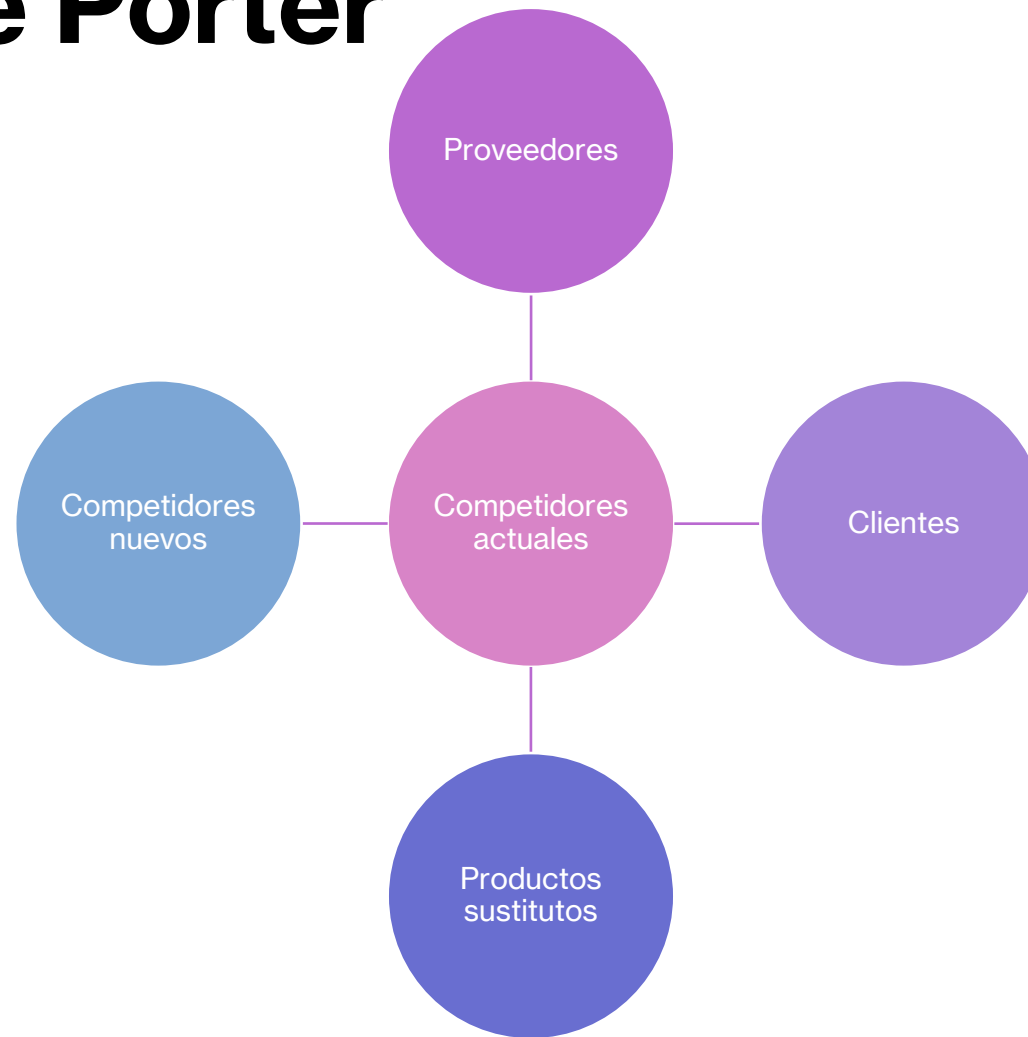 e Porter
Proveedores
Competidores
nuevos
Competidores
actuales
Clientes
Productos
sustitutos